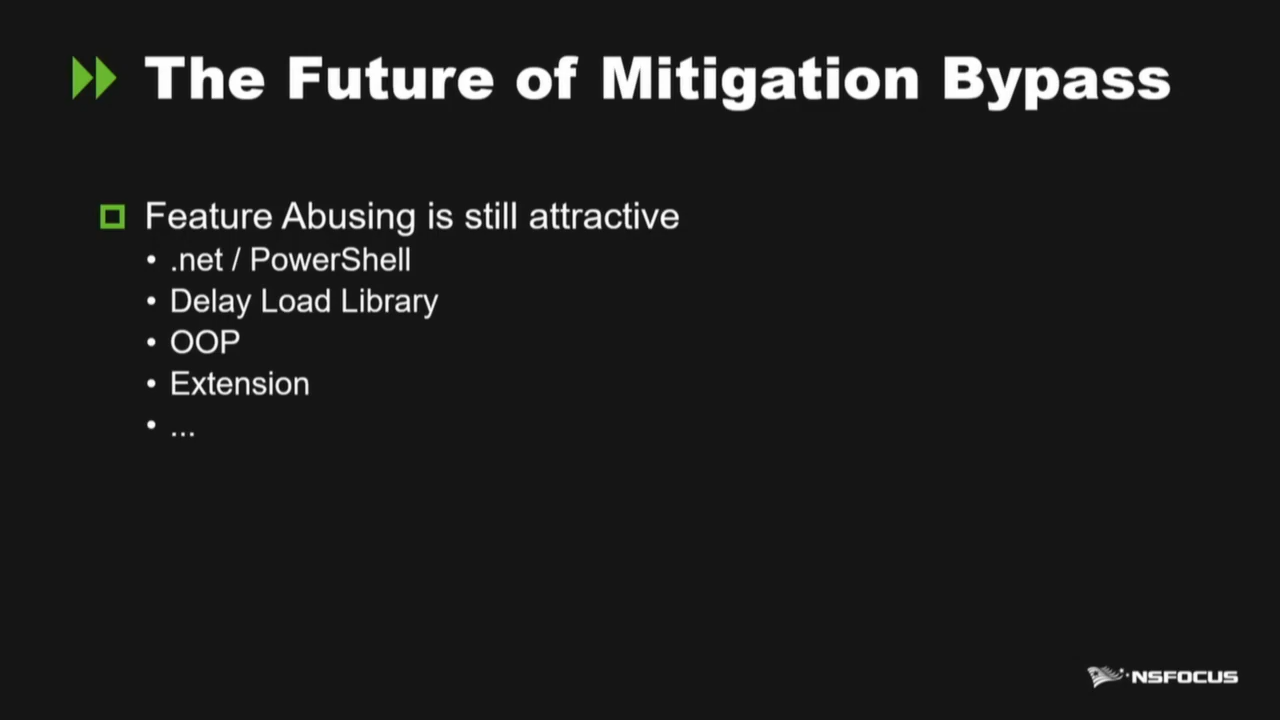 The Future of Mitigation Bypass
Feature Abusing is still attractive
• .net / PowerShell
• Delay Load Library
• OOP
• Extension
• ...
NSFOCUS